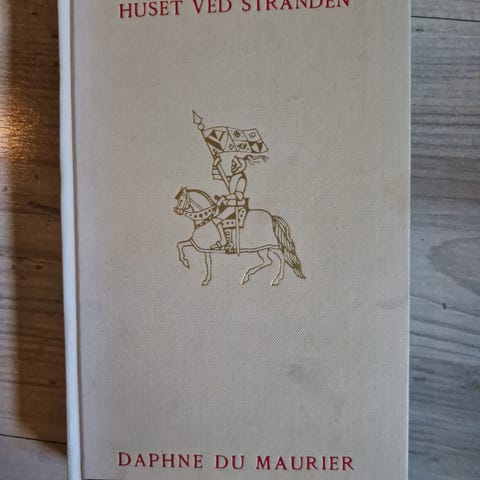 HUSET VED STRANDEN
DAPHNE DU MAURIER